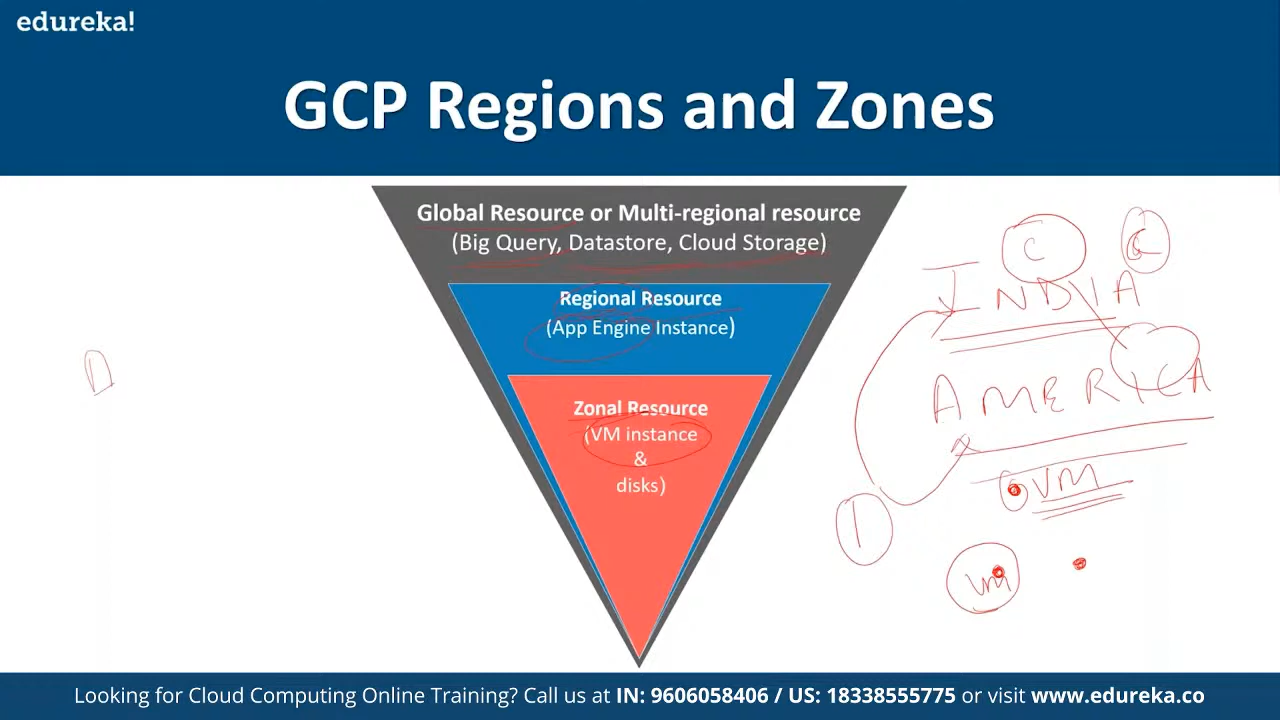 edureka!
GCP Regions and Zones
Global Resource or Multi-regional resource
(Big Query, Datastore, Cloud Storage)
Regional Resource
(App Engine Instance)
Zonal Resource
(VM instance
&
disks)
C
INDIA
AMERICA
VM
1
VM
D
Looking for Cloud Computing Online Training? Call us at IN: 9606058406 / US: 18338555775 or visit www.edureka.co